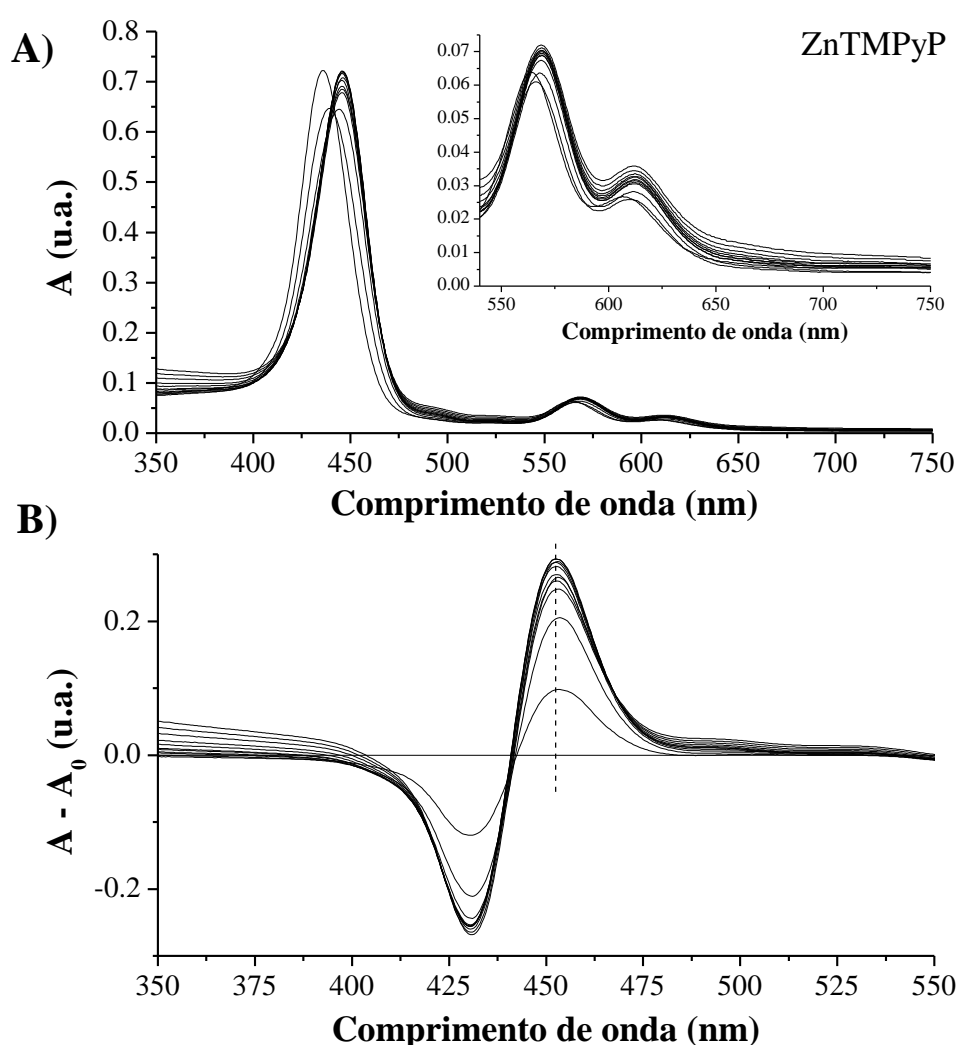 A)
ZnTMPyP
A (u.a.)
0.8
0.7
0.6
0.5
0.4
0.3
0.2
0.1
0.0
350 400 450 500 550 600 650 700 750
Comprimento de onda (nm)
0.07
0.06
0.05
0.04
0.03
0.02
0.01
0.00
550 600 650 700 750
Comprimento de onda (nm)
B)
A - A0 (u.a.)
0.2
0.0
-0.2
350 375 400 425 450 475 500 525 550
Comprimento de onda (nm)